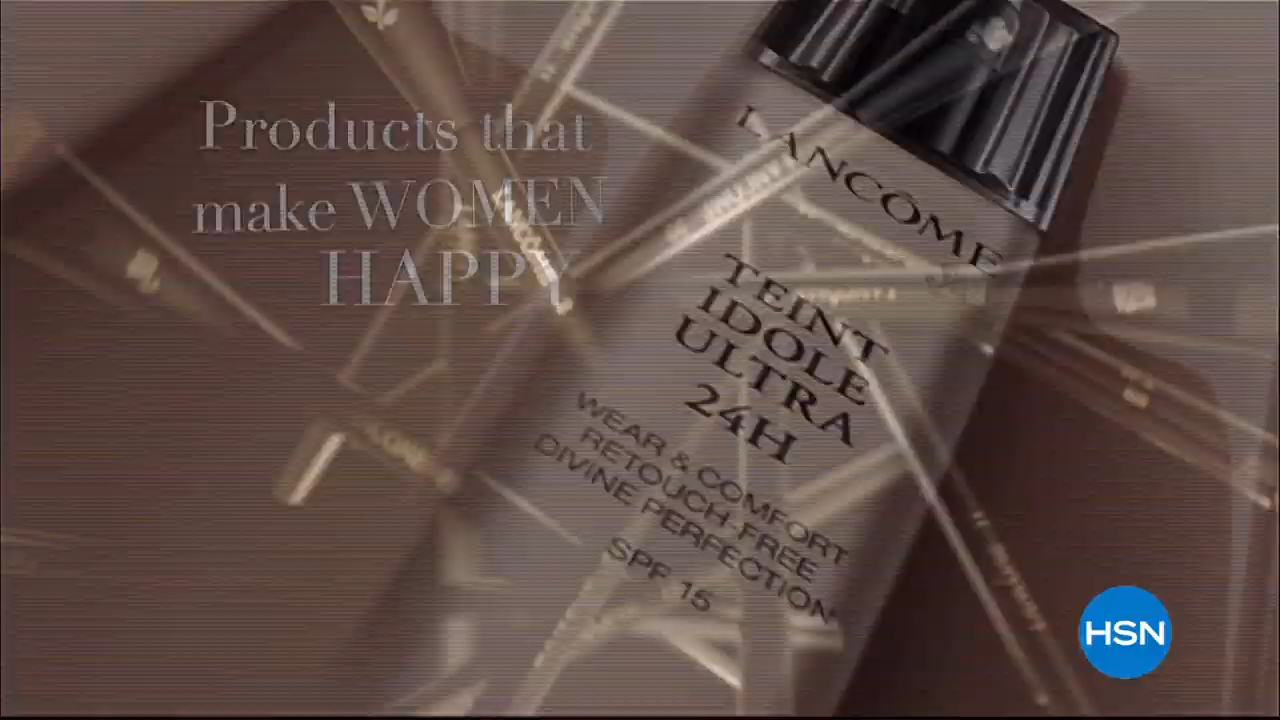 Products that
make WOMEN
HAPPY
LANCÔME
TEINT
IDOLE
ULTRA
24H
WEAR & COMFORT
RETOUCH-FREE
DIVINE PERFECTION
SPF 15
HSN